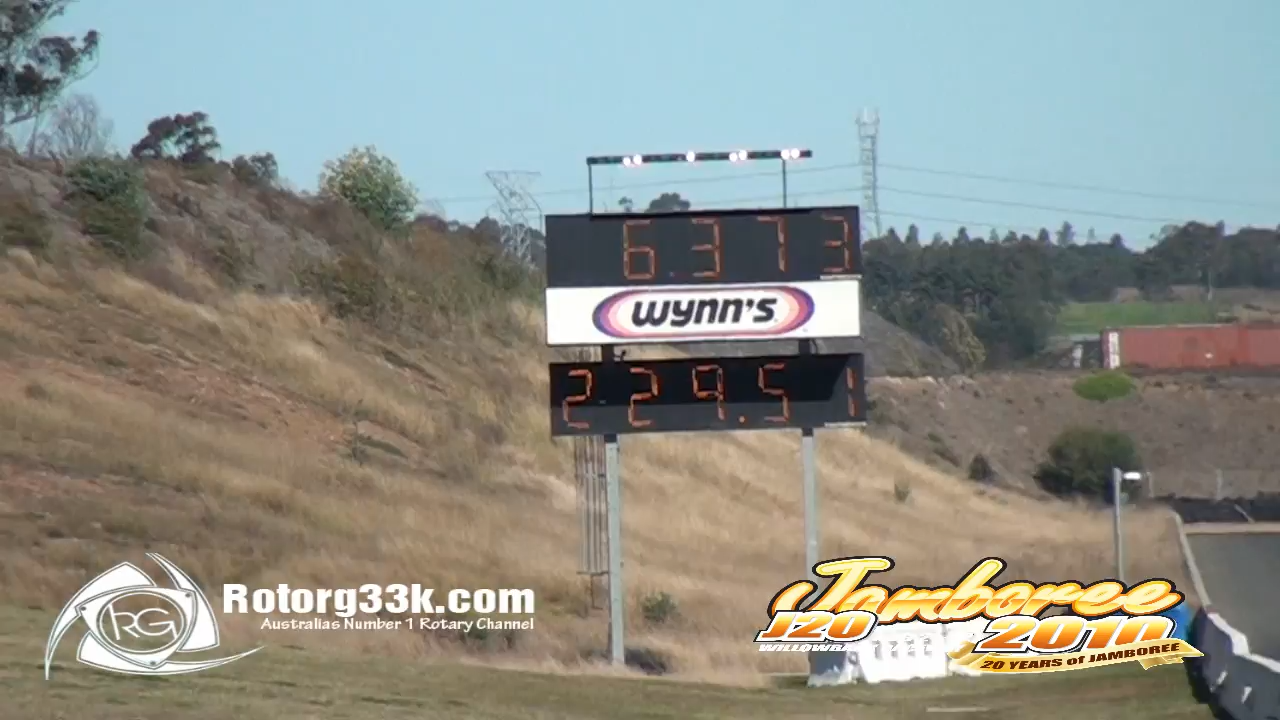 6.373
WYNN'S
229.51
Rotorg33k.com
Australias Number 1 Rotary Channel
RG
Jamboree
J20 2010
20 YEARS of JAMBOREE